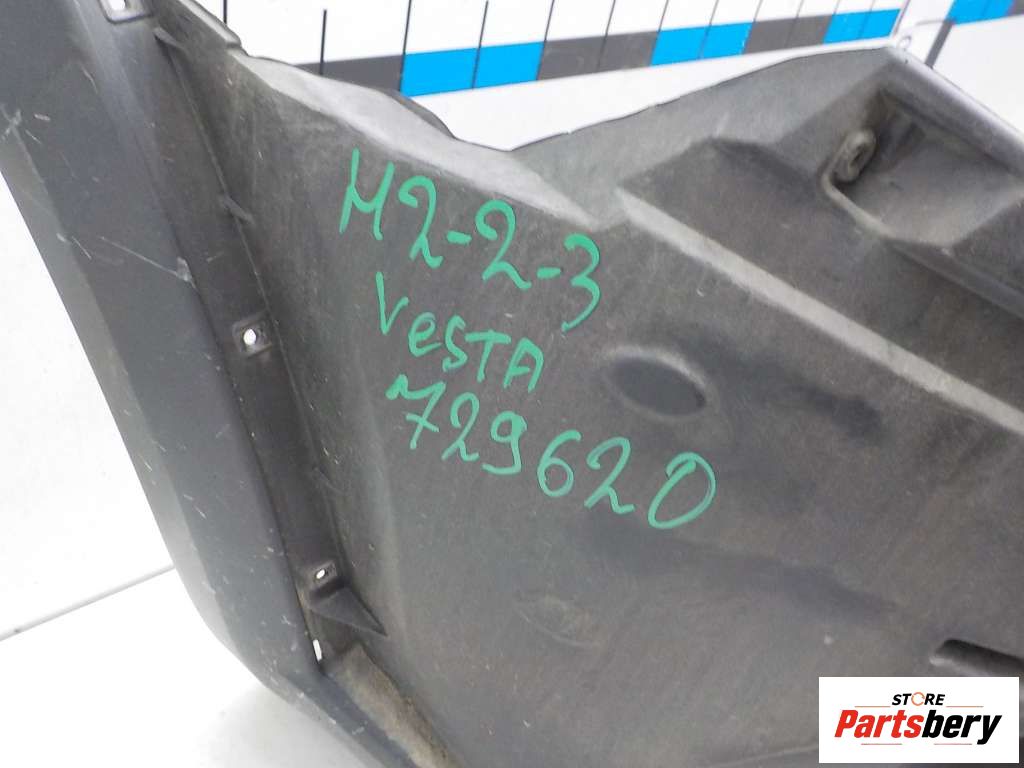 M2-2-3
VESTA
729620
STORE
Partsbery